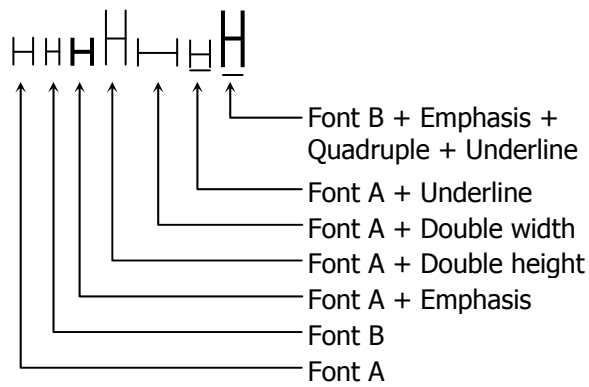 HHHHHHH
Font B + Emphasis +
Quadruple + Underline
Font A + Underline
Font A + Double width
Font A + Double height
Font A + Emphasis
Font B
Font A